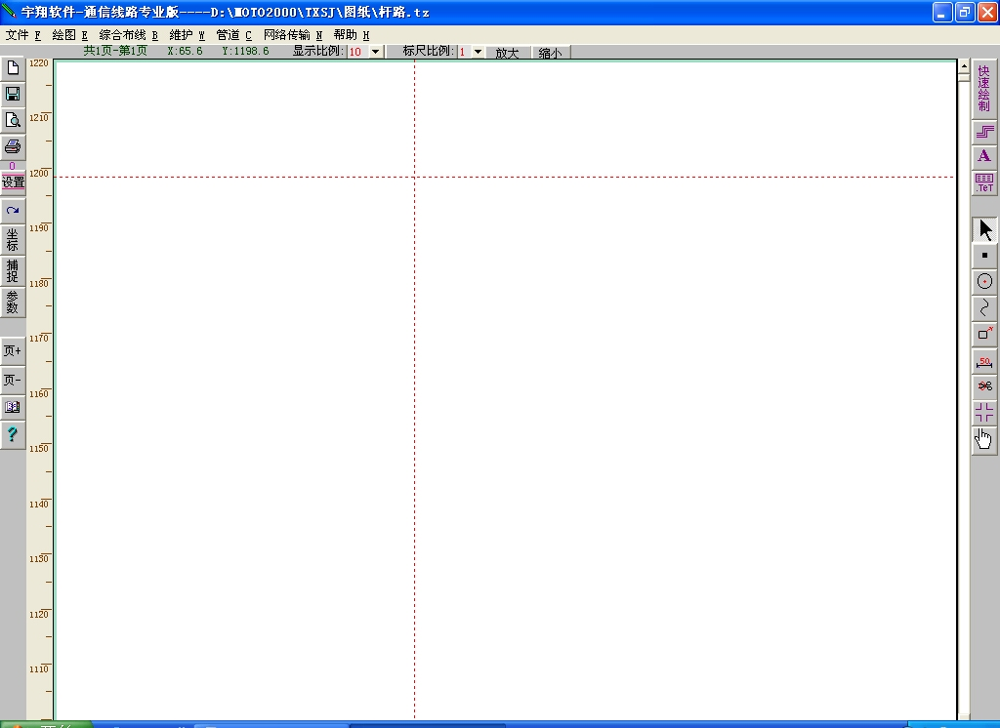 宇翔软件-通信线路专业版----D:\MOTO2000\TXSJ\图纸\杆路.tz
文件 F 绘图 E 综合布线 B 维护 W 管道 C 网络传输 N 帮助 H
共1页-第1页 X:65.6 Y:1198.6 显示比例: 10 标尺比例: 1 放大 缩小
0
设置
坐标
捕捉
参数
页+
页-
?
1220
1210
1200
1190
1180
1170
1160
1150
1140
1130
1120
1110
快速绘制
A
.TeT
50